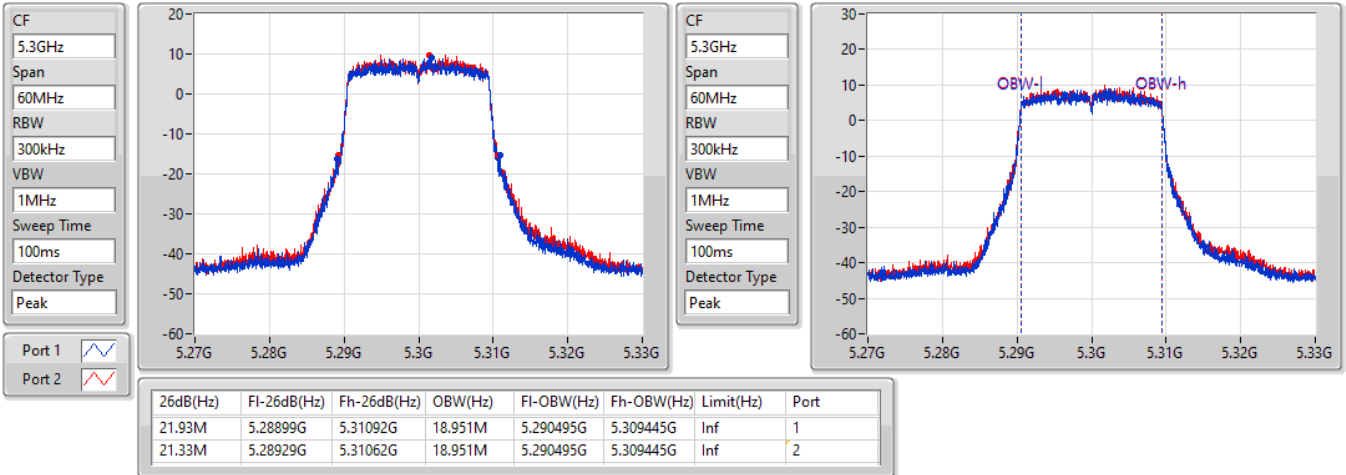 CF
5.3GHz
Span
60MHz
RBW
300kHz
VBW
1MHz
Sweep Time
100ms
Detector Type
Peak
20-
10-
0-
-10-
-20-
-30-
-40-
-50-
-60-
5.27G 5.28G 5.29G 5.3G 5.31G 5.32G 5.33G
CF
5.3GHz
Span
60MHz
RBW
300kHz
VBW
1MHz
Sweep Time
100ms
Detector Type
Peak
30-
20-
10-
0-
-10-
-20-
-30-
-40-
-50-
-60-
OBW-l OBW-h
5.27G 5.28G 5.29G 5.3G 5.31G 5.32G 5.33G
Port 1
Port 2
26dB(Hz) Fl-26dB(Hz) Fh-26dB(Hz) OBW(Hz) Fl-OBW(Hz) Fh-OBW(Hz) Limit(Hz) Port
21.93M 5.28899G 5.31092G 18.951M 5.290495G 5.309445G Inf 1
21.33M 5.28929G 5.31062G 18.951M 5.290495G 5.309445G Inf 2